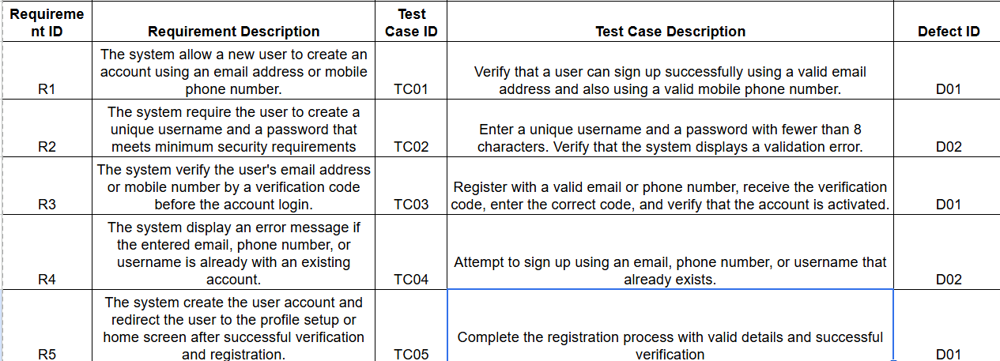 Requireme
nt ID
Requirement Description
Test
Case ID
Test Case Description
Defect ID
R1
The system allow a new user to create an
account using an email address or mobile
phone number.
TC01
Verify that a user can sign up successfully using a valid email
address and also using a valid mobile phone number.
D01
R2
The system require the user to create a
unique username and a password that
meets minimum security requirements
TC02
Enter a unique username and a password with fewer than 8
characters. Verify that the system displays a validation error.
D02
R3
The system verify the user's email address
or mobile number by a verification code
before the account login.
TC03
Register with a valid email or phone number, receive the verification
code, enter the correct code, and verify that the account is activated.
D01
R4
The system display an error message if
the entered email, phone number, or
username is already with an existing
account.
TC04
Attempt to sign up using an email, phone number, or username that
already exists.
D02
R5
The system create the user account and
redirect the user to the profile setup or
home screen after successful verification
and registration.
TC05
Complete the registration process with valid details and successful
verification
D01